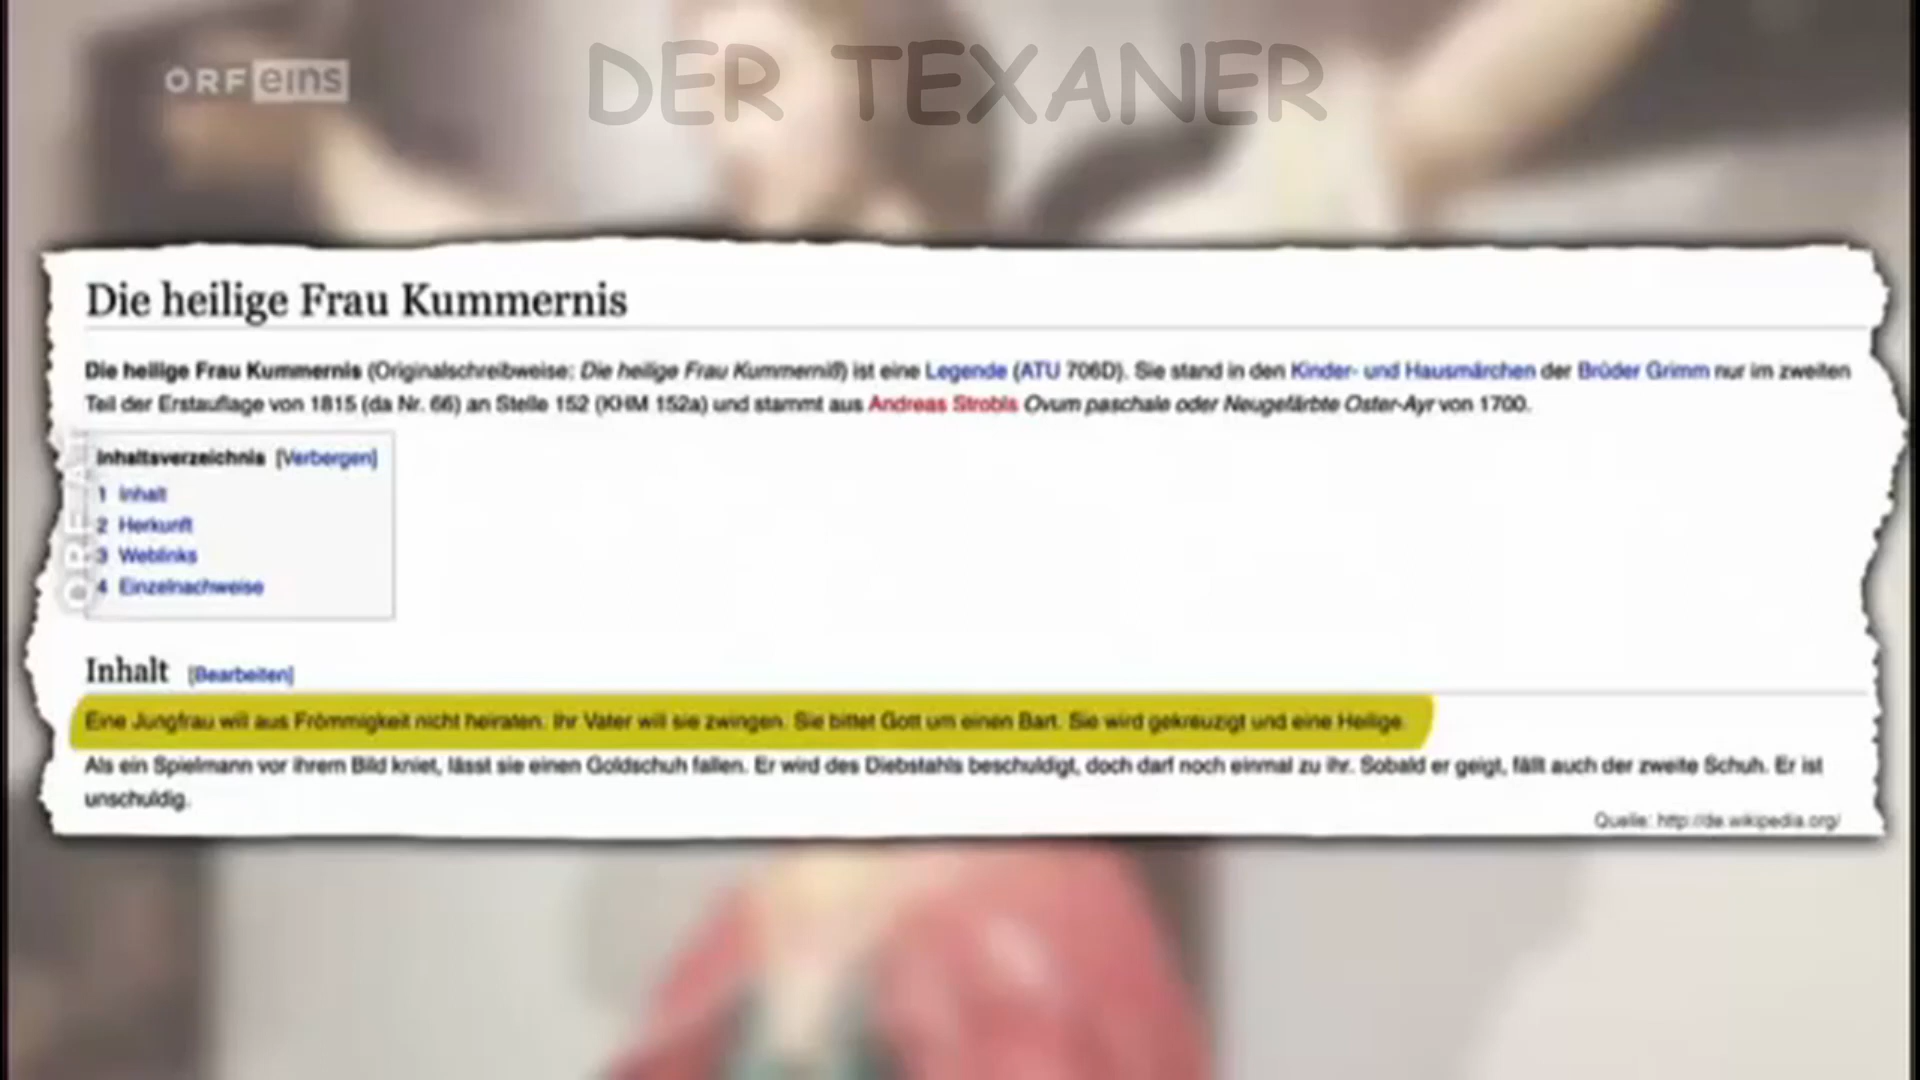 ORF eins
DER TEXANER
Die heilige Frau Kummernis
Die heilige Frau Kummernis (Originalschreibweise: Die heilige Frau Kummerniß) ist eine Legende (ATU 706D). Sie stand in den Kinder- und Hausmärchen der Brüder Grimm nur im zweiten
Teil der Erstauflage von 1815 (da Nr. 66) an Stelle 152 (KHM 152a) und stammt aus Andreas Strobls Ovum paschale oder Neugefärbte Oster-Ayr von 1700.
Inhaltsverzeichnis [Verbergen]
1 Inhalt
2 Herkunft
3 Weblinks
4 Einzelnachweise
Inhalt [Bearbeiten]
Eine Jungfrau will aus Frömmigkeit nicht heiraten. Ihr Vater will sie zwingen. Sie bittet Gott um einen Bart. Sie wird gekreuzigt und eine Heilige.
Als ein Spielmann vor ihrem Bild kniet, lässt sie einen Goldschuh fallen. Er wird des Diebstahls beschuldigt, doch darf noch einmal zu ihr. Sobald er geigt, fällt auch der zweite Schuh. Er ist
unschuldig.
Quelle: http://de.wikipedia.org/